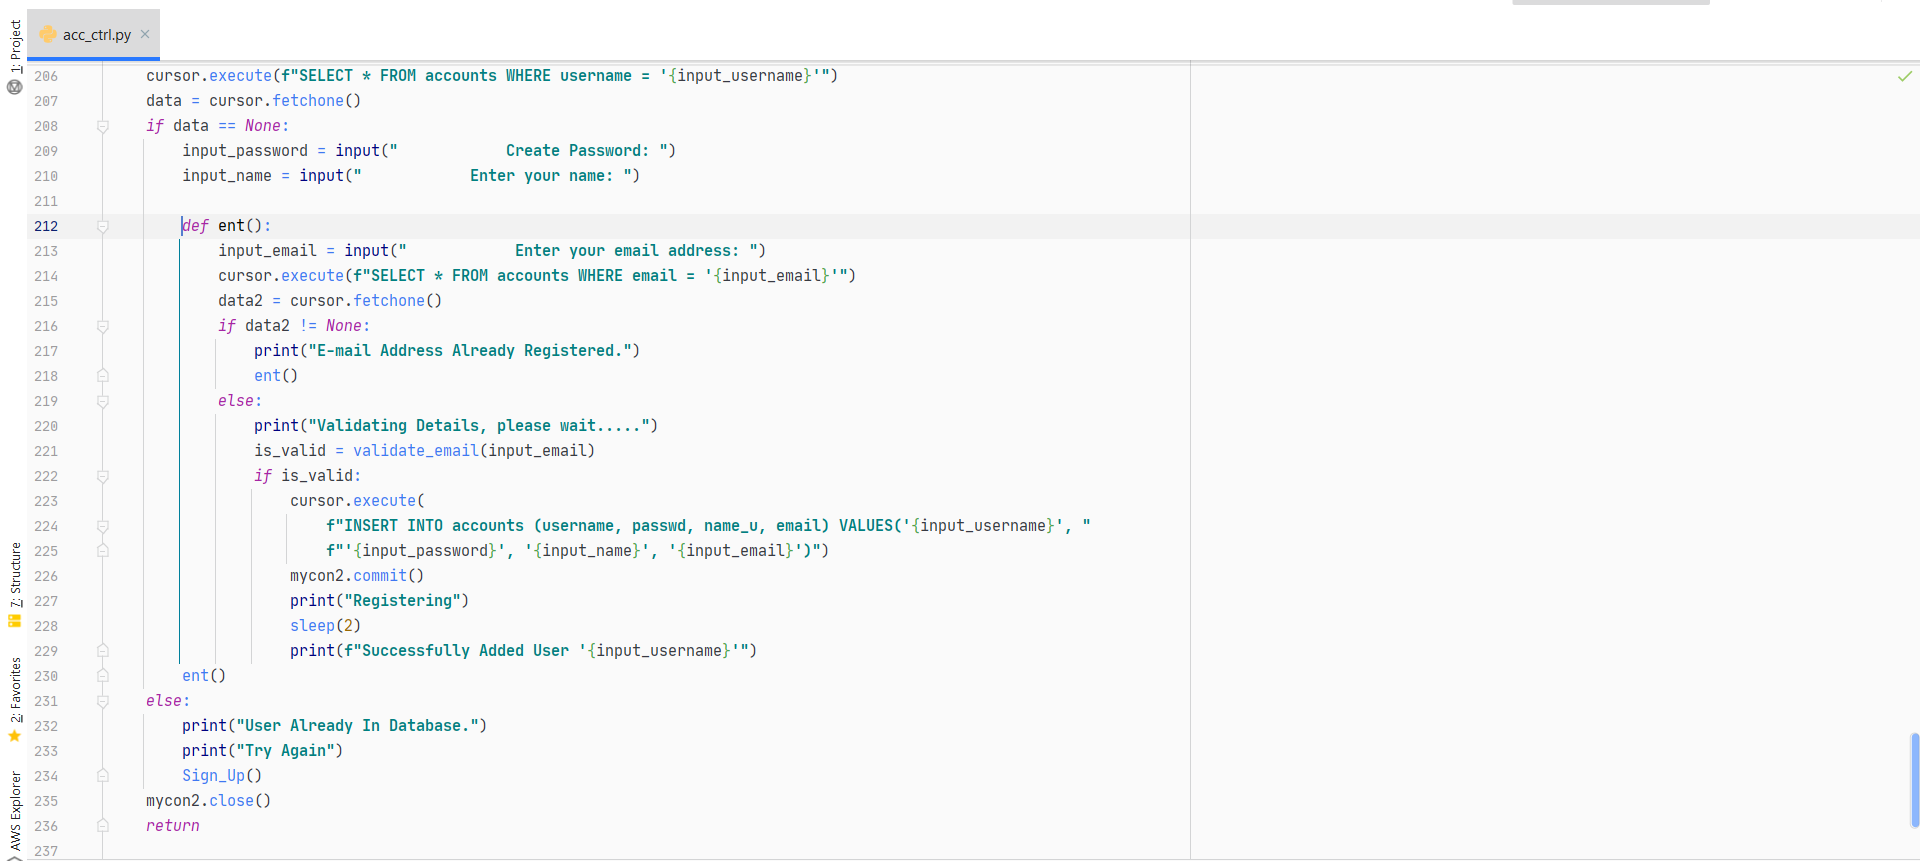 acc_ctrl.py
1: Project
7: Structure
2: Favorites
AWS Explorer
206 cursor.execute(f"SELECT * FROM accounts WHERE username = '{input_username}'")
207 data = cursor.fetchone()
208 if data == None:
209 input_password = input("            Create Password: ")
210 input_name = input("            Enter your name: ")
211
212 def ent():
213 input_email = input("            Enter your email address: ")
214 cursor.execute(f"SELECT * FROM accounts WHERE email = '{input_email}'")
215 data2 = cursor.fetchone()
216 if data2 != None:
217 print("E-mail Address Already Registered.")
218 ent()
219 else:
220 print("Validating Details, please wait.....")
221 is_valid = validate_email(input_email)
222 if is_valid:
223 cursor.execute(
224 f"INSERT INTO accounts (username, passwd, name_u, email) VALUES('{input_username}', "
225 f"'{input_password}', '{input_name}', '{input_email}')")
226 mycon2.commit()
227 print("Registering")
228 sleep(2)
229 print(f"Successfully Added User '{input_username}'")
230 ent()
231 else:
232 print("User Already In Database.")
233 print("Try Again")
234 Sign_Up()
235 mycon2.close()
236 return
237